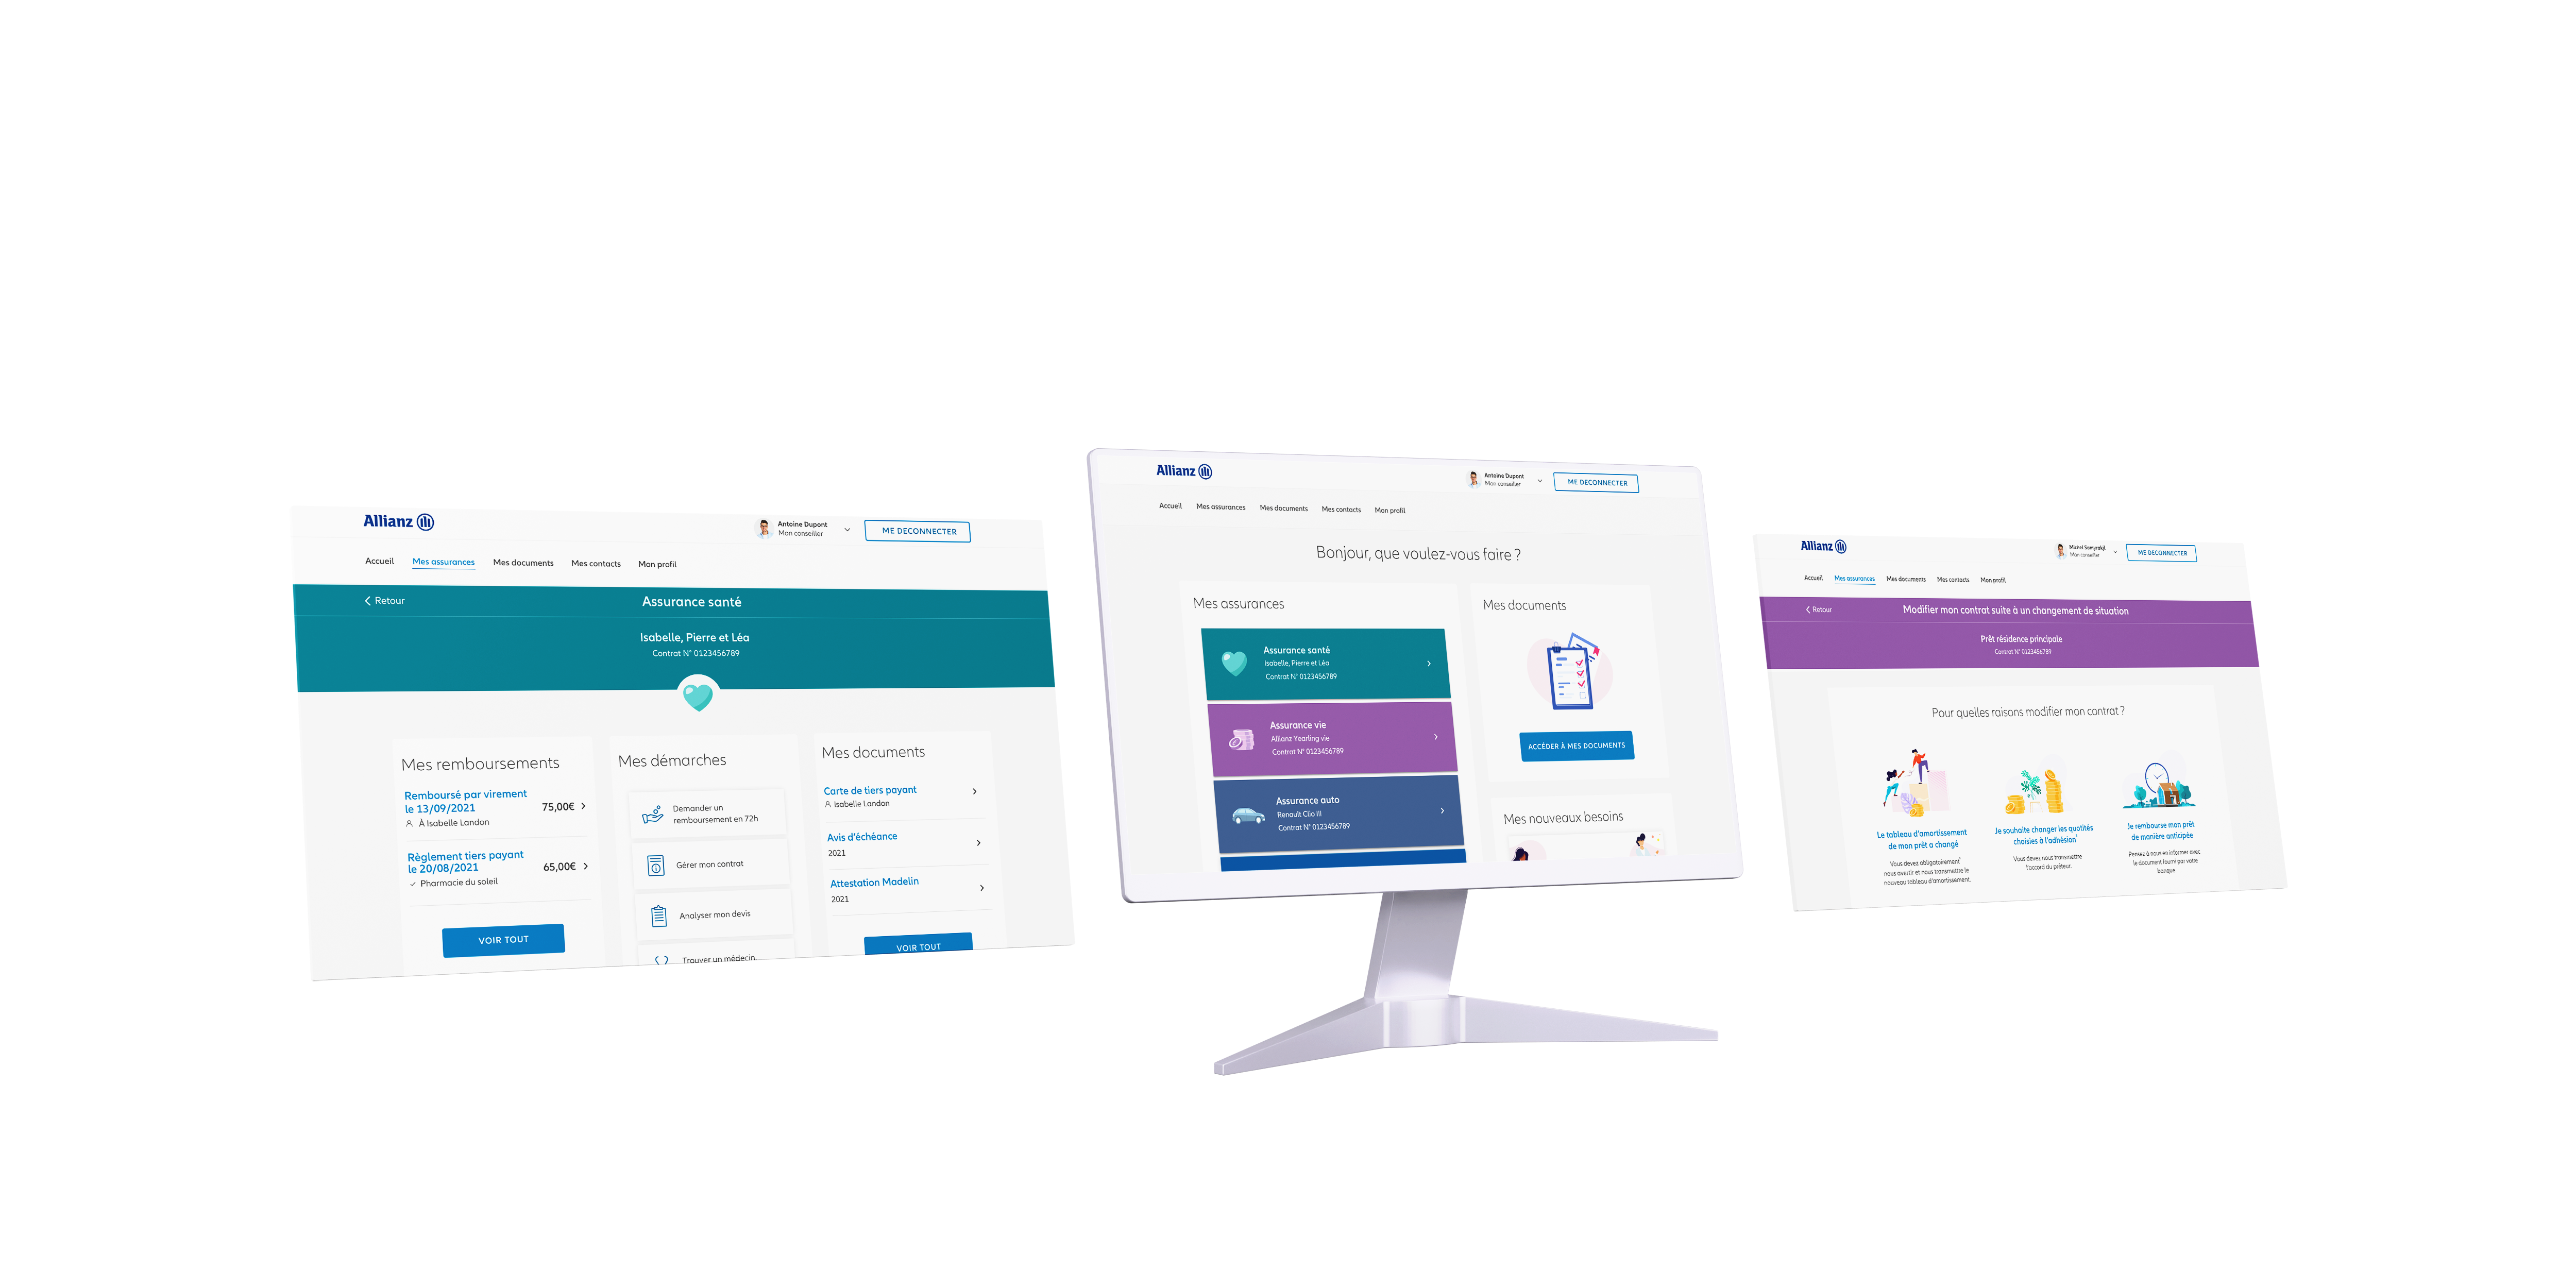 Allianz
Antoine Dupont
Mon conseiller
ME DECONNECTER
Accueil
Mes assurances
Mes documents
Mes contacts
Mon profil
Retour
Assurance santé
Isabelle, Pierre et Léa
Contrat N° 0123456789
Mes remboursements
Remboursé par virement
le 13/09/2021
75,00€
À Isabelle Landon
Règlement tiers payant
le 20/08/2021
65,00€
Pharmacie du soleil
VOIR TOUT
Mes démarches
Demander un
remboursement en 72h
Gérer mon contrat
Analyser mon devis
Trouver un médecin,
Mes documents
Carte de tiers payant
Isabelle Landon
Avis d'échéance
2021
Attestation Madelin
2021
VOIR TOUT
Allianz
Antoine Dupont
Mon conseiller
ME DECONNECTER
Accueil
Mes assurances
Mes documents
Mes contacts
Mon profil
Bonjour, que voulez-vous faire ?
Mes assurances
Assurance santé
Isabelle, Pierre et Léa
Contrat N° 0123456789
Assurance vie
Allianz Yearling vie
Contrat N° 0123456789
Assurance auto
Renault Clio III
Contrat N° 0123456789
Mes documents
ACCÉDER À MES DOCUMENTS
Mes nouveaux besoins
Allianz
Michel
Mon conseiller
ME DECONNECTER
Accueil
Mes assurances
Mes documents
Mes contacts
Mon profil
Retour
Modifier mon contrat suite à un changement de situation
Prêt résidence principale
Contrat N° 0123456789
Pour quelles raisons modifier mon contrat ?
Le tableau d'amortissement
de mon prêt a changé
Vous devez obligatoirement
nous avertir et nous transmettre le
nouveau tableau d'amortissement.
Je souhaite changer les quotités
choisies à l'adhésion
Vous devez nous transmettre
l'accord du prêteur.
Je rembourse mon prêt
de manière anticipée
Pensez à nous en informer avec
le document fourni par votre
banque.